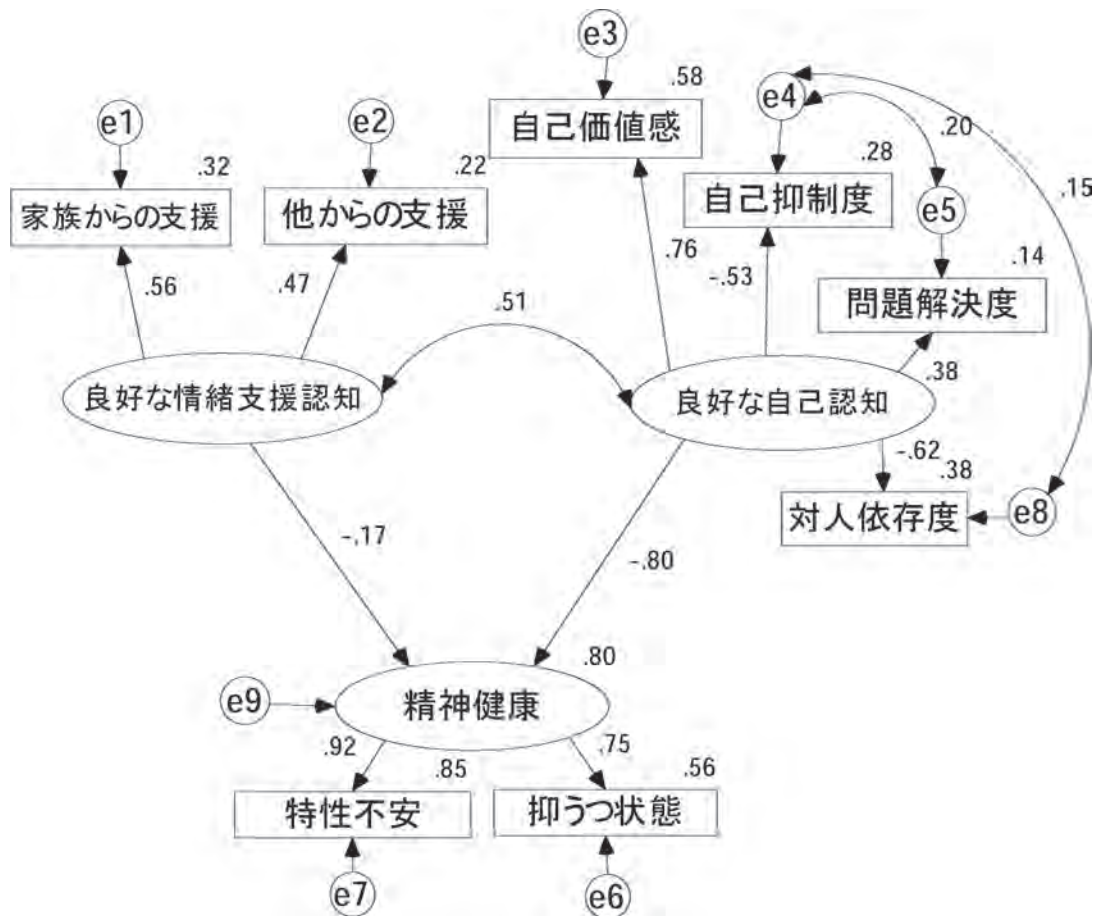 e3
.58
e4
自己価値感
e1
e2
.20
.32
.22
.28
.15
家族からの支援
他からの支援
自己抑制度
e5
.14
.56
.47
.76
-.53
問題解決度
.51
.38
良好な情緒支援認知
良好な自己認知
-.62
.38
対人依存度
e8
-.17
-.80
.80
e9
精神健康
.92
.75
.85
.56
特性不安
抑うつ状態
e7
e6